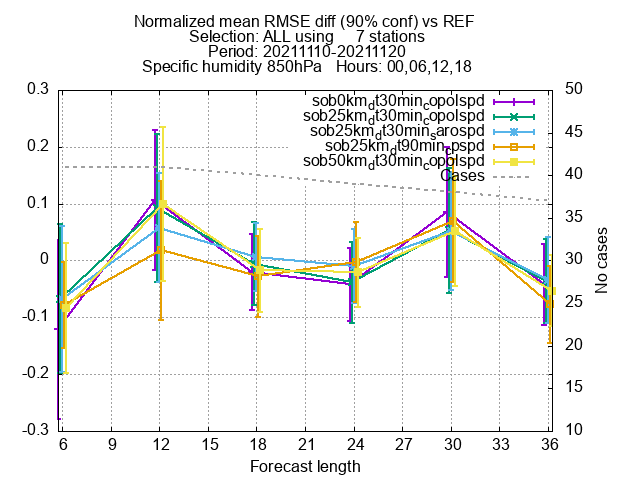 Normalized mean RMSE diff (90% conf) vs REF
Selection: ALL using 7 stations
Period: 20211110-20211120
Specific humidity 850hPa Hours: 00,06,12,18
sob0km_dt30min_copolspd
sob25km_dt30min_copolspd
sob25km_dt30min_sarospd
sob25km_dt90min_cpspd
sob50km_dt30min_copolspd
Cases
0.3
0.2
0.1
0
-0.1
-0.2
-0.3
50
45
40
35
30
25
20
15
10
No cases
6 9 12 15 18 21 24 27 30 33 36
Forecast length